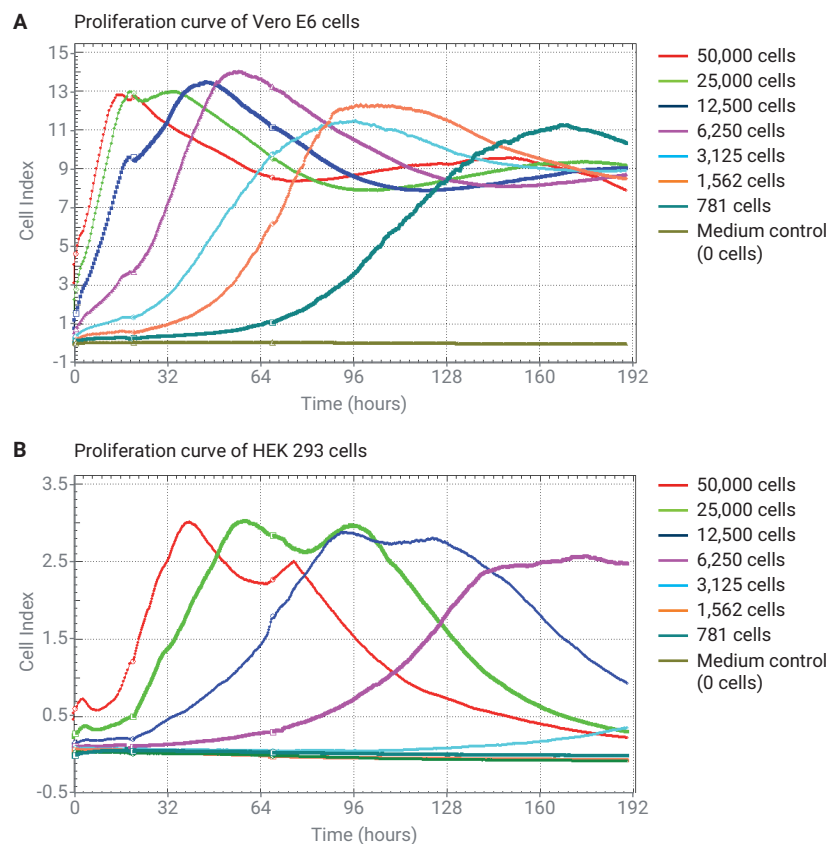 A Proliferation curve of Vero E6 cells
15
13
11
9
7
5
3
1
-1
Cell Index
0 32 64 96 128 160 192
Time (hours)
50,000 cells
25,000 cells
12,500 cells
6,250 cells
3,125 cells
1,562 cells
781 cells
Medium control
(0 cells)
B Proliferation curve of HEK 293 cells
3.5
2.5
1.5
0.5
-0.5
Cell Index
0 32 64 96 128 160 192
Time (hours)
50,000 cells
25,000 cells
12,500 cells
6,250 cells
3,125 cells
1,562 cells
781 cells
Medium control
(0 cells)